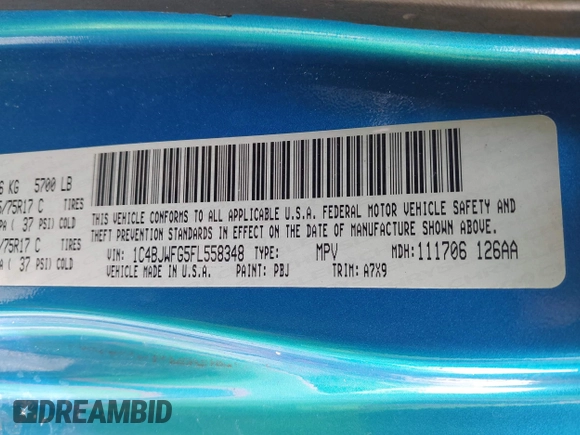 6 KG 5700 LB
5/75R17 C TIRES
PA ( 37 PSI) COLD
/75R17 C TIRES
PA ( 37 PSI) COLD
THIS VEHICLE CONFORMS TO ALL APPLICABLE U.S.A. FEDERAL MOTOR VEHICLE SAFETY AND
THEFT PREVENTION STANDARDS IN EFFECT ON THE DATE OF MANUFACTURE SHOWN ABOVE.
VIN: 1C4BJWFG5FL558348 TYPE: MPV MDH: 111706 126AA
VEHICLE MADE IN U.S.A. PAINT: PBJ TRIM: A7X9
DREAMBID